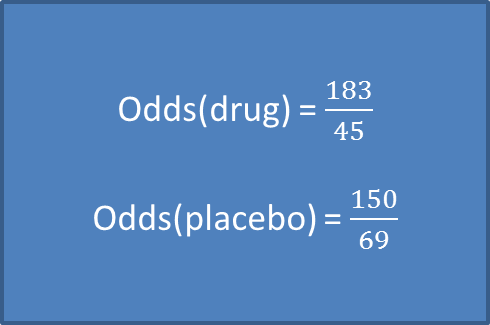 Odds(drug) = 183/45
Odds(placebo) = 150/69